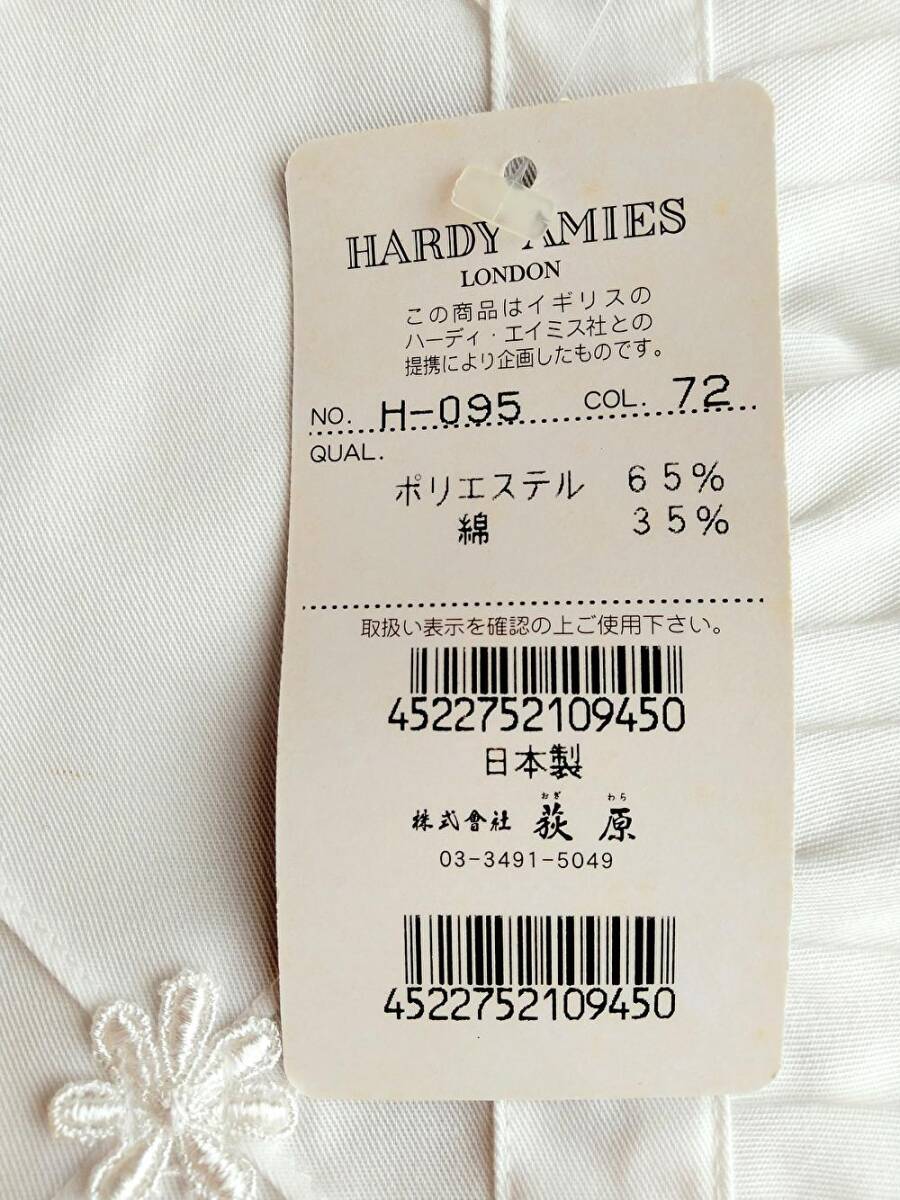 HARDY AMIES
LONDON
この商品はイギリスの
ハーディ・エイミス社との
提携により企画したものです。
NO. H-095 COL. 72
QUAL.
ポリエステル 65%
綿 35%
取扱い表示を確認の上ご使用下さい。
4522752109450
日本製
おぎ わら
株式會社 荻原
03-3491-5049
4522752109450